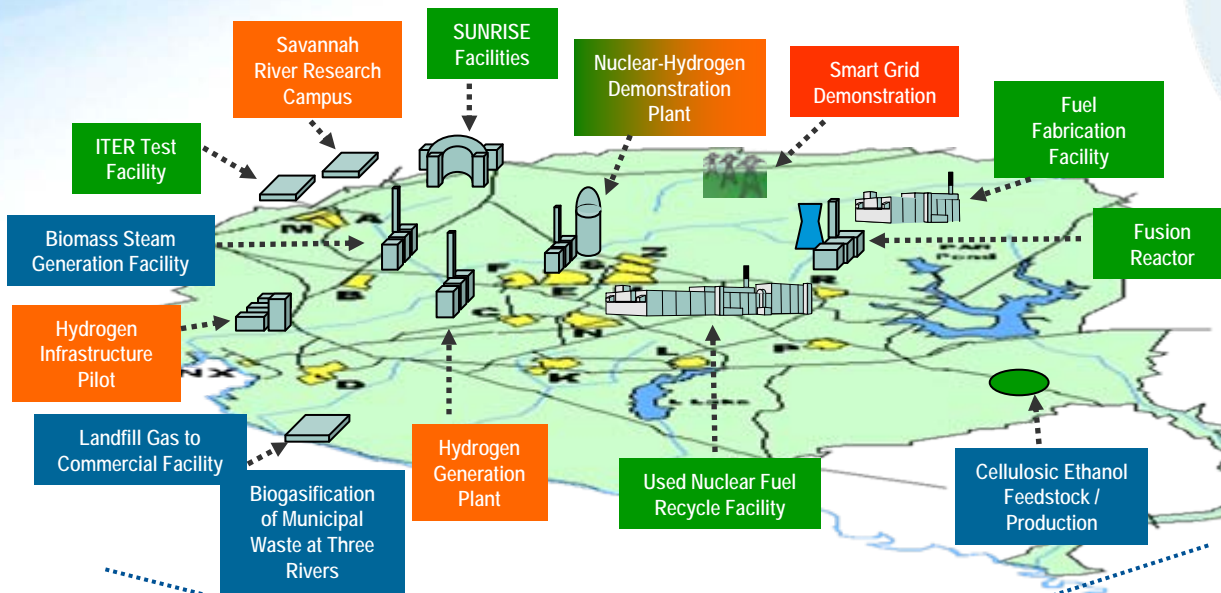 Savannah
River Research
Campus
SUNRISE
Facilities
Nuclear-Hydrogen
Demonstration
Plant
Smart Grid
Demonstration
Fuel
Fabrication
Facility
ITER Test
Facility
Biomass Steam
Generation Facility
Fusion
Reactor
Hydrogen
Infrastructure
Pilot
Landfill Gas to
Commercial Facility
Biogasification
of Municipal
Waste at Three
Rivers
Hydrogen
Generation
Plant
Used Nuclear Fuel
Recycle Facility
Cellulosic Ethanol
Feedstock /
Production
M
A
B
F
S
Z
E
C
N
R
Pond
D
K
L
P